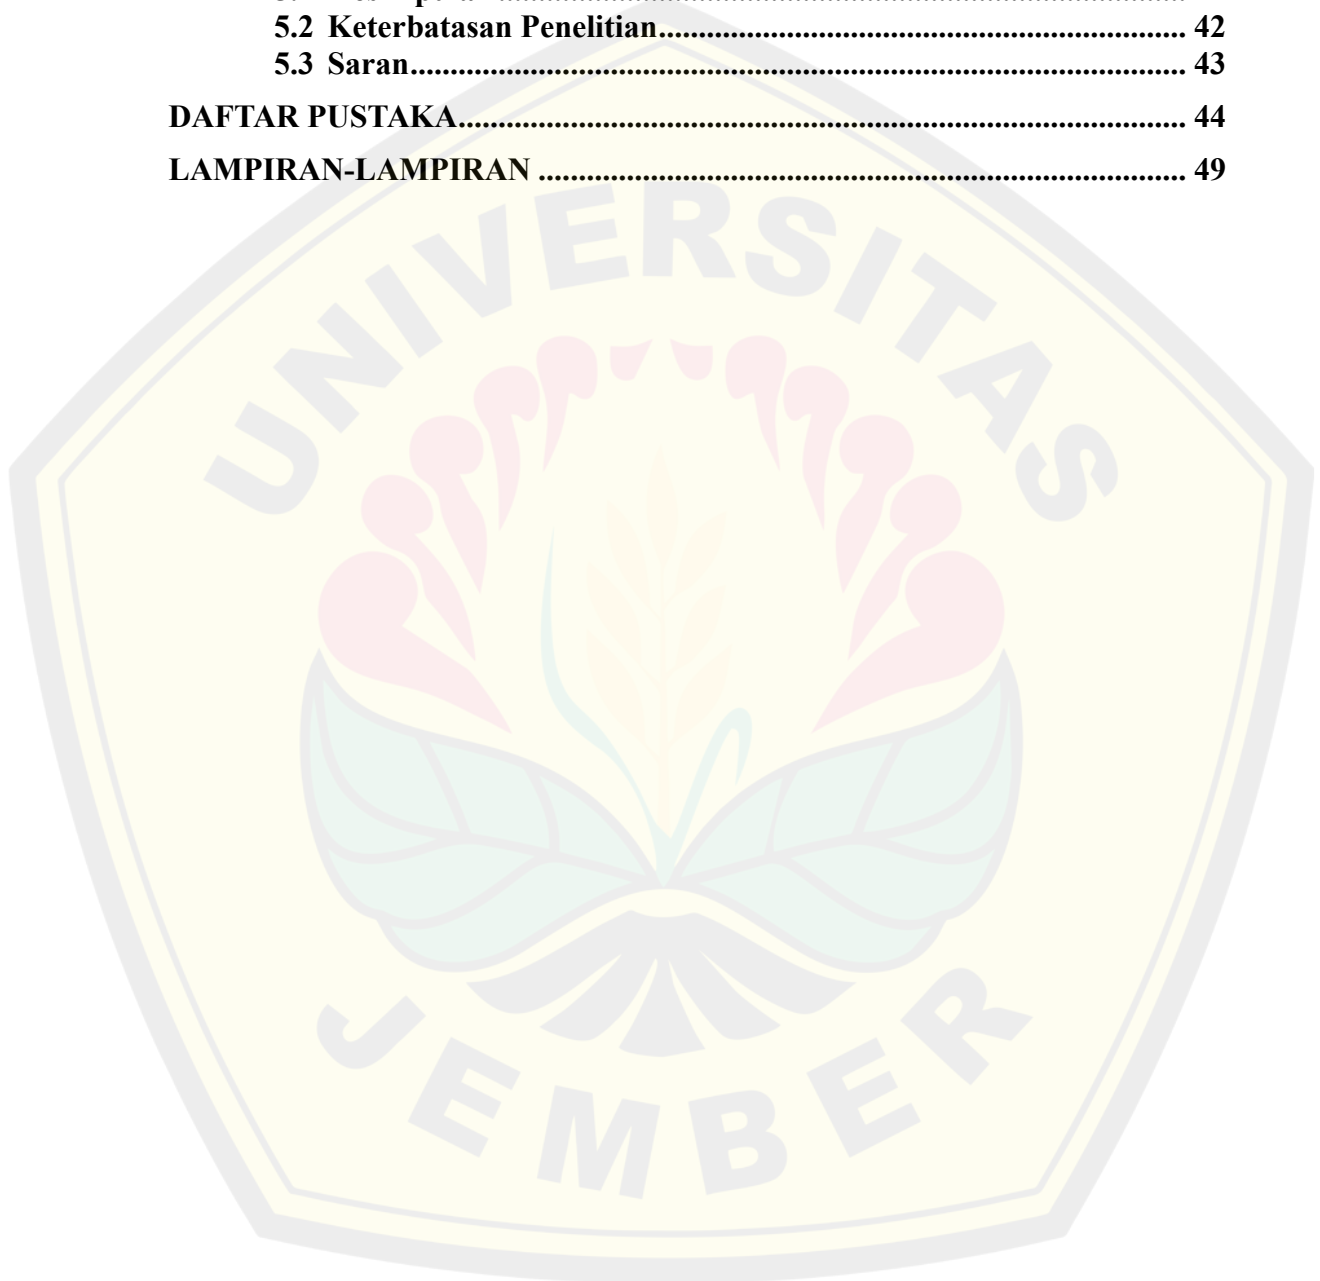 5.2 Keterbatasan Penelitian.................................................................. 42
5.3 Saran................................................................................................. 43
DAFTAR PUSTAKA........................................................................................... 44
LAMPIRAN-LAMPIRAN ................................................................................. 49
UNIVERSITAS
JEMBER